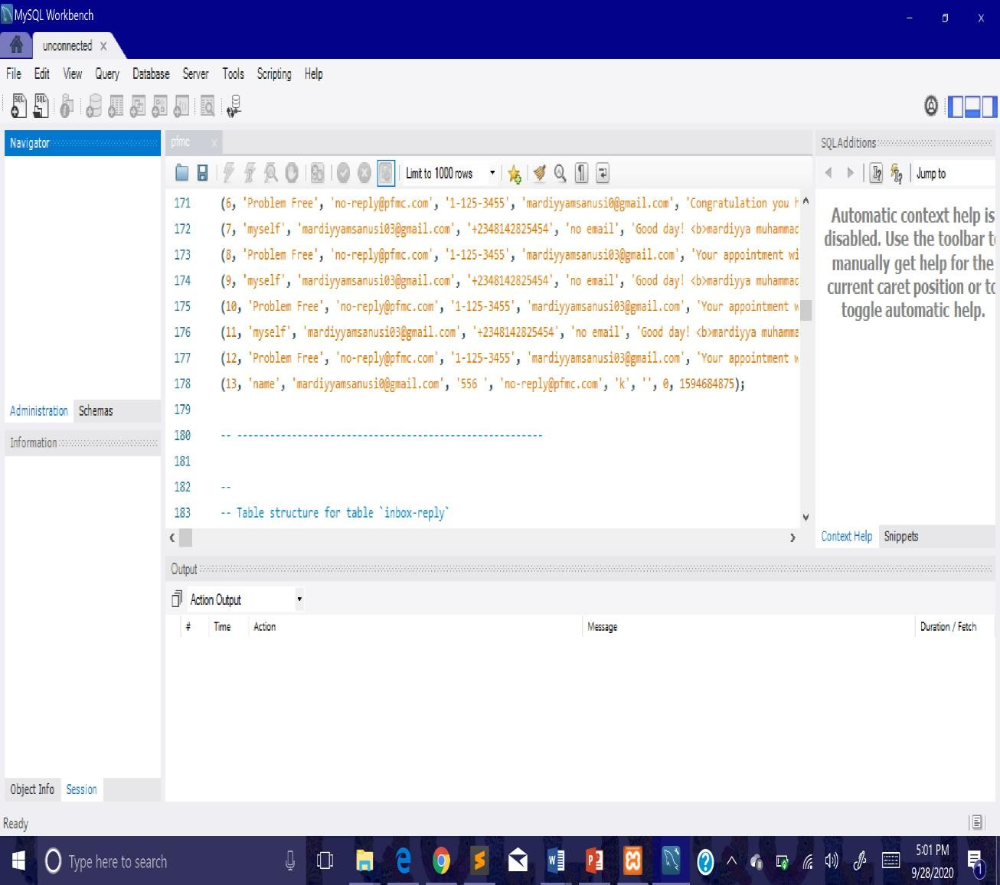 MySQL Workbench
unconnected
File Edit View Query Database Server Tools Scripting Help
Navigator
pfmc
SQLAdditions
Limit to 1000 rows
Jump to
171 (6, 'Problem Free', 'no-reply@pfmc.com', '1-125-3455', 'mardiyyamsanusi0@gmail.com', 'Congratulation you h
172 (7, 'myself', 'mardiyyamsanusi03@gmail.com', '+2348142825454', 'no email', 'Good day! <b>mardiyya muhammad
173 (8, 'Problem Free', 'no-reply@pfmc.com', '1-125-3455', 'mardiyyamsanusi03@gmail.com', 'Your appointment wi
174 (9, 'myself', 'mardiyyamsanusi03@gmail.com', '+2348142825454', 'no email', 'Good day! <b>mardiyya muhammad
175 (10, 'Problem Free', 'no-reply@pfmc.com', '1-125-3455', 'mardiyyamsanusi03@gmail.com', 'Your appointment w
176 (11, 'myself', 'mardiyyamsanusi03@gmail.com', '+2348142825454', 'no email', 'Good day! <b>mardiyya muhamma
177 (12, 'Problem Free', 'no-reply@pfmc.com', '1-125-3455', 'mardiyyamsanusi03@gmail.com', 'Your appointment w
178 (13, 'name', 'mardiyyamsanusi0@gmail.com', '556 ', 'no-reply@pfmc.com', 'k', '', 0, 1594684875);
179
180 -- --------------------------------------------------------
181
182 --
183 -- Table structure for table `inbox-reply`
Automatic context help is
disabled. Use the toolbar to
manually get help for the
current caret position or to
toggle automatic help.
Administration Schemas
Information
Context Help Snippets
Output
Action Output
# Time Action Message Duration / Fetch
Object Info Session
Ready
Type here to search
5:01 PM
9/28/2020
1